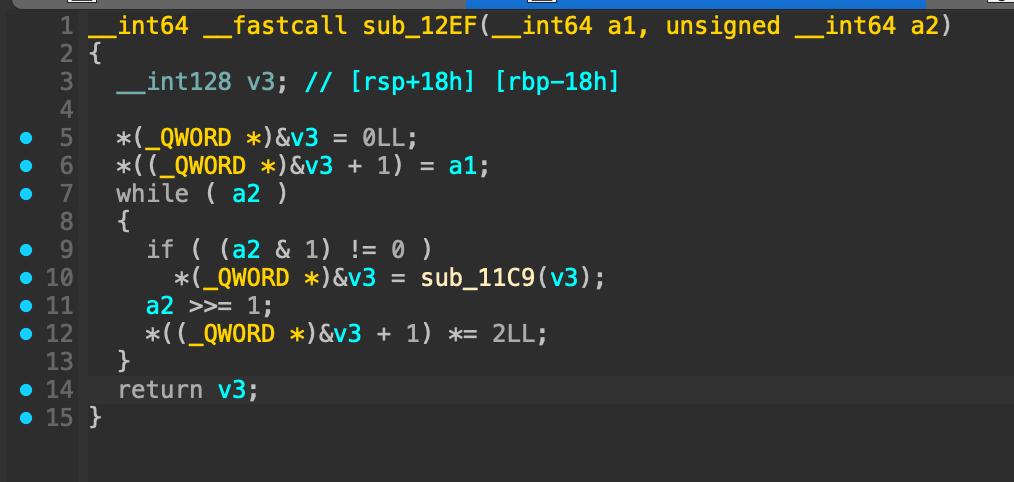 1 __int64 __fastcall sub_12EF(__int64 a1, unsigned __int64 a2)
2 {
3   __int128 v3; // [rsp+18h] [rbp-18h]
4
5   *(_QWORD *)&v3 = 0LL;
6   *((_QWORD *)&v3 + 1) = a1;
7   while ( a2 )
8   {
9     if ( (a2 & 1) != 0 )
10       *(_QWORD *)&v3 = sub_11C9(v3);
11     a2 >>= 1;
12     *((_QWORD *)&v3 + 1) *= 2LL;
13   }
14   return v3;
15 }